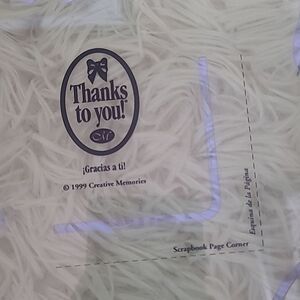 Thanks
to you!
CM
¡Gracias a ti!
© 1999 Creative Memories
Scrapbook Page Corner
Esquina de la Página